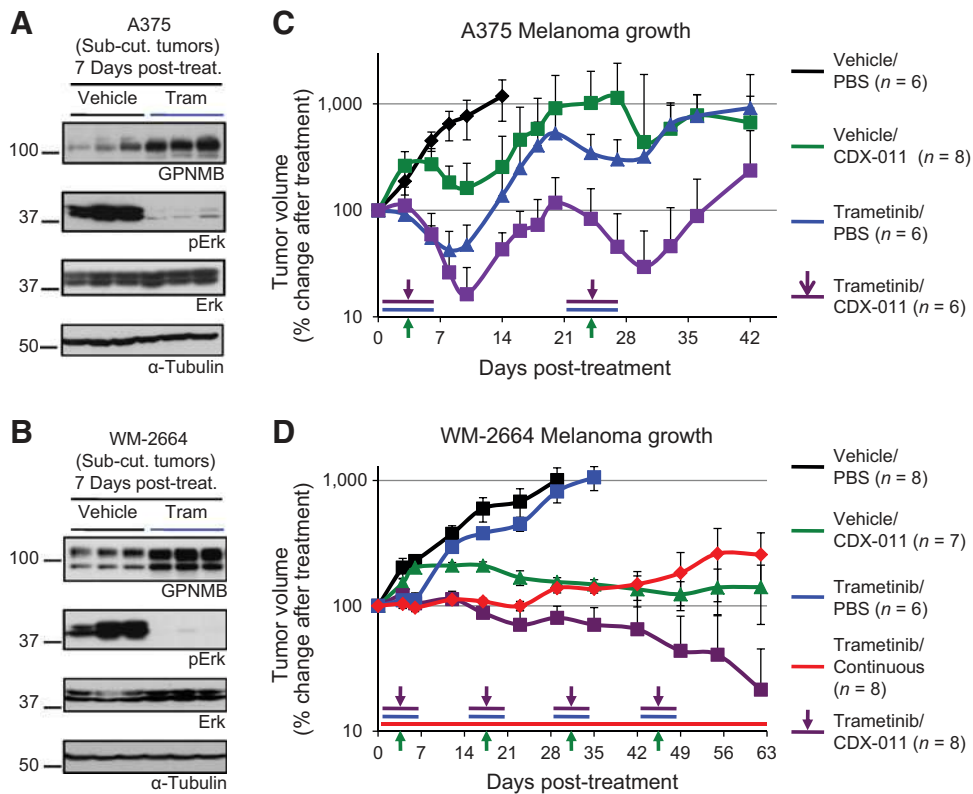 A
A375
(Sub-cut. tumors)
7 Days post-treat.
Vehicle Tram
100
GPNMB
37
pErk
37
Erk
50
α-Tubulin
B
WM-2664
(Sub-cut. tumors)
7 Days post-treat.
Vehicle Tram
100
GPNMB
37
pErk
37
Erk
50
α-Tubulin
C
A375 Melanoma growth
Tumor volume
(% change after treatment)
1,000
100
10
0 7 14 21 28 35 42
Days post-treatment
Vehicle/
PBS (n = 6)
Vehicle/
CDX-011 (n = 8)
Trametinib/
PBS (n = 6)
Trametinib/
CDX-011 (n = 6)
D
WM-2664 Melanoma growth
Tumor volume
(% change after treatment)
1,000
100
10
0 7 14 21 28 35 42 49 56 63
Days post-treatment
Vehicle/
PBS (n = 8)
Vehicle/
CDX-011 (n = 7)
Trametinib/
PBS (n = 6)
Trametinib/
Continuous
(n = 8)
Trametinib/
CDX-011 (n = 8)